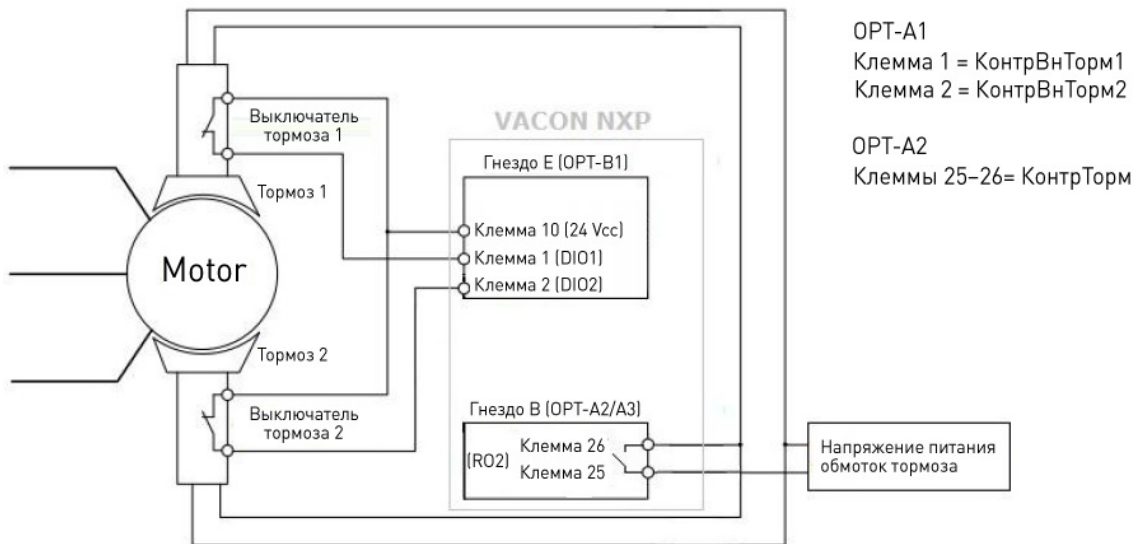 Выключатель
тормоза 1
Тормоз 1
Motor
Тормоз 2
Выключатель
тормоза 2
VACON NXP
Гнездо E (OPT-B1)
Клемма 10 (24 Vcc)
Клемма 1 (DIO1)
Клемма 2 (DIO2)
Гнездо B (OPT-A2/A3)
Клемма 26
(RO2)
Клемма 25
Напряжение питания
обмоток тормоза
OPT-A1
Клемма 1 = КонтрВнТорм1
Клемма 2 = КонтрВнТорм2
OPT-A2
Клеммы 25–26= КонтрТорм